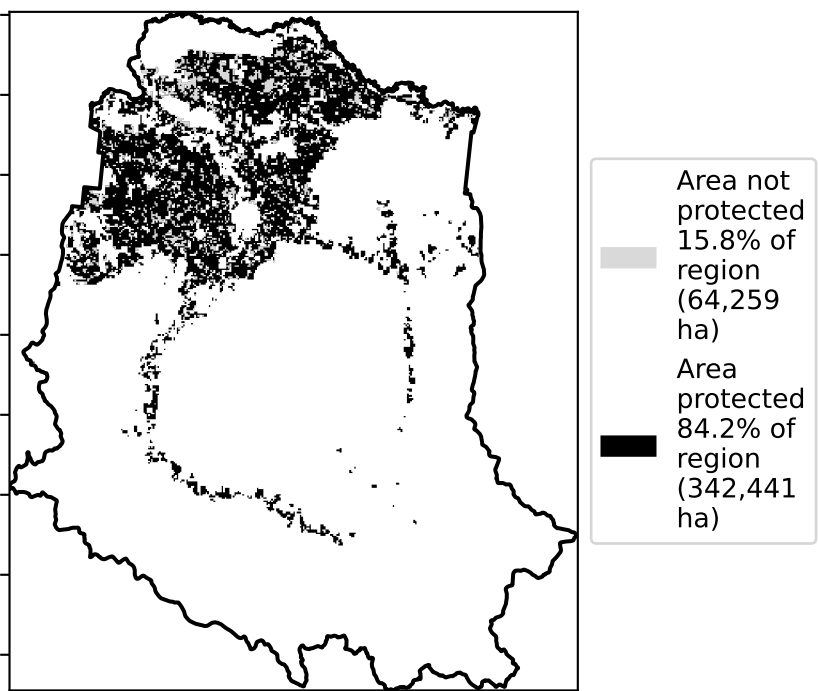 Area not
protected
15.8% of
region
(64,259
ha)
Area
protected
84.2% of
region
(342,441
ha)